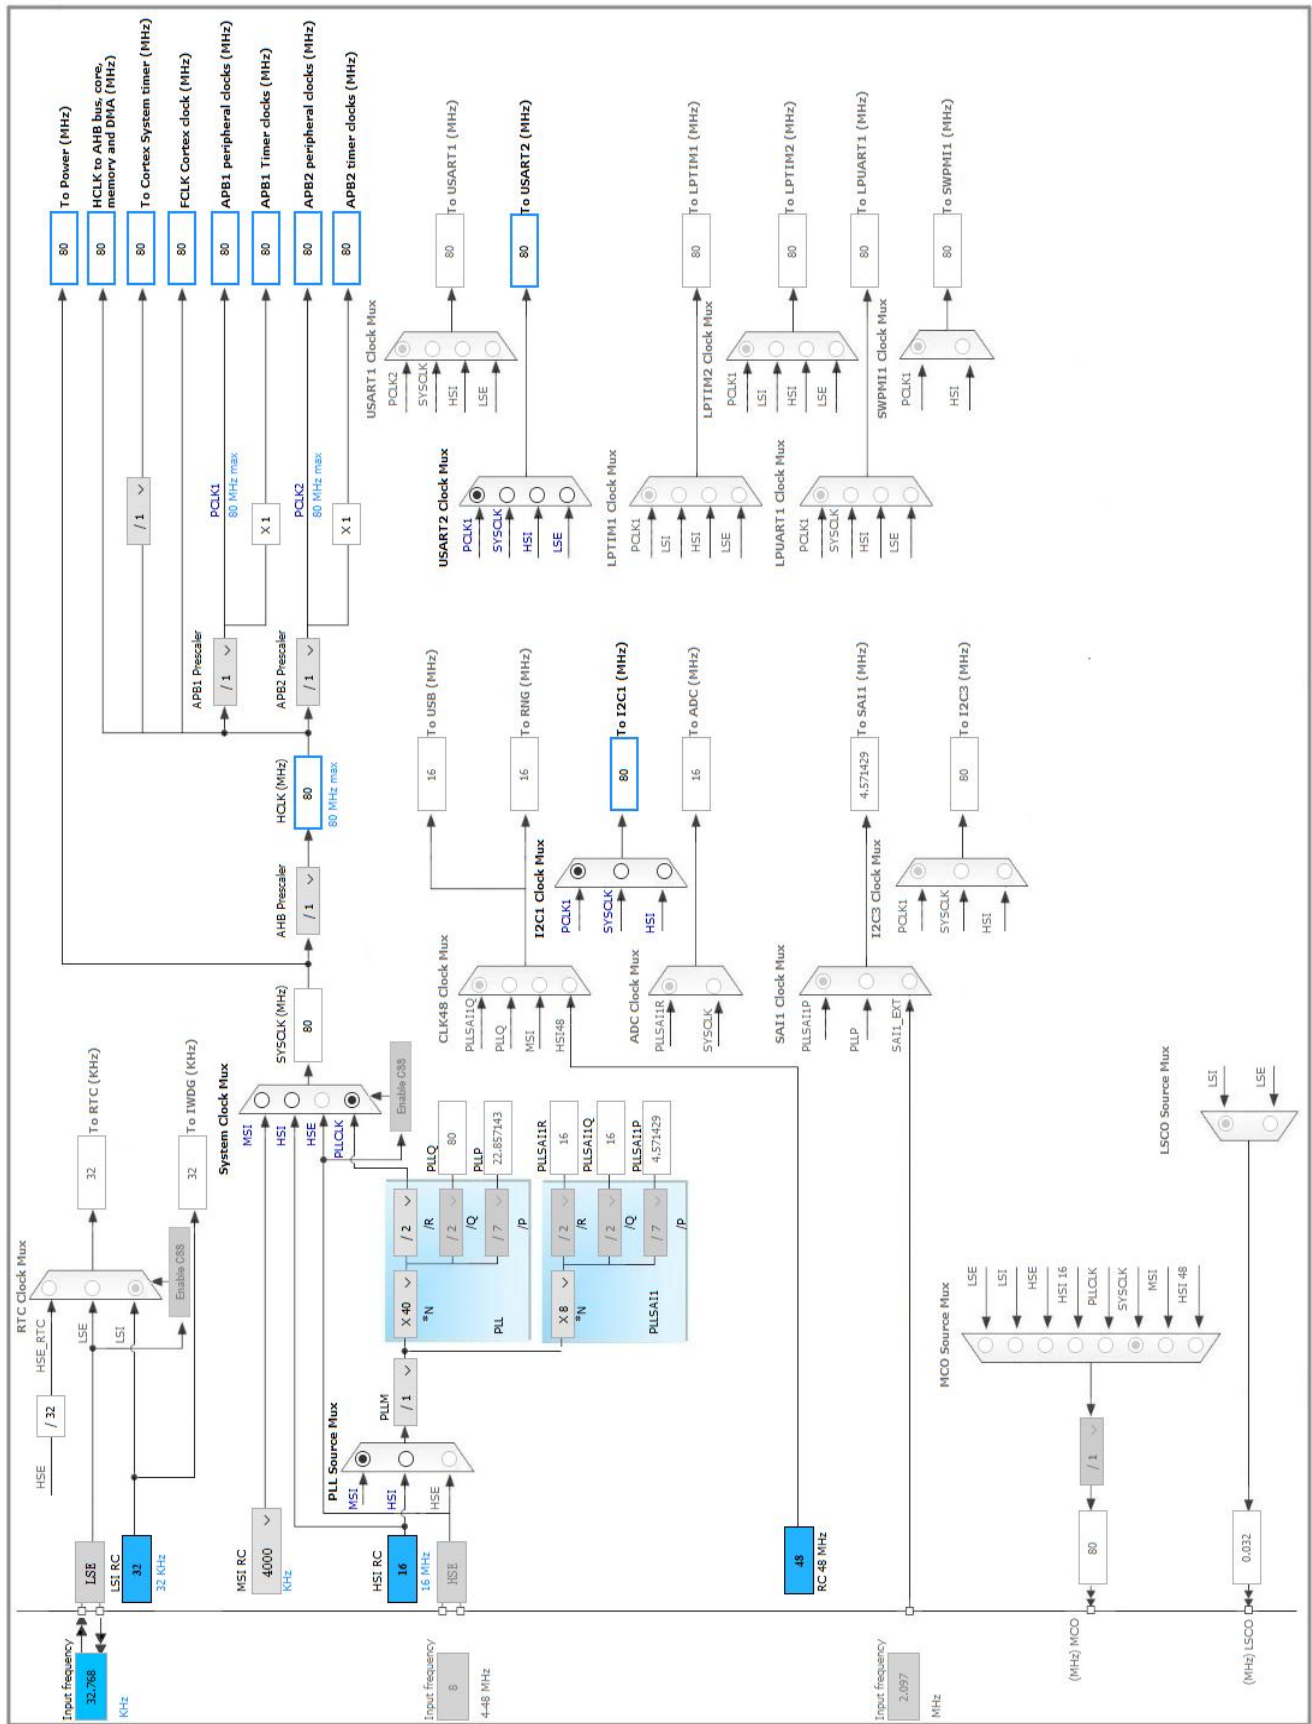 Input frequency
32.768
KHz
LSE
LSI RC
32
32 KHz
HSE
/ 32
HSE_RTC
LSE
LSI
RTC Clock Mux
Enable CSS
32
To RTC (KHz)
32
To IWDG (KHz)
MSI RC
4000
KHz
HSI RC
16
16 MHz
Input frequency
8
4-48 MHz
HSE
PLL Source Mux
MSI
HSI
HSE
PLLM
/ 1
X 40
*N
PLL
/ 2
/R
/ 2
/Q
/ 7
/P
PLLQ
80
PLLP
22.857143
X 8
*N
PLLSAI1
/ 2
/R
/ 2
/Q
/ 7
/P
PLLSAI1R
16
PLLSAI1Q
16
PLLSAI1P
4.571429
System Clock Mux
MSI
HSI
HSE
PLLCLK
Enable CSS
SYSCLK (MHz)
80
AHB Prescaler
/ 1
HCLK (MHz)
80
80 MHz max
APB1 Prescaler
/ 1
APB2 Prescaler
/ 1
/ 1
PCLK1
80 MHz max
X 1
PCLK2
80 MHz max
X 1
80
To Power (MHz)
80
HCLK to AHB bus, core,
memory and DMA (MHz)
80
To Cortex System timer (MHz)
80
FCLK Cortex clock (MHz)
80
APB1 peripheral clocks (MHz)
80
APB1 Timer clocks (MHz)
80
APB2 peripheral clocks (MHz)
80
APB2 timer clocks (MHz)
48
RC 48 MHz
CLK48 Clock Mux
PLLSAI1Q
PLLQ
MSI
HSI48
16
To USB (MHz)
16
To RNG (MHz)
I2C1 Clock Mux
PCLK1
SYSCLK
HSI
80
To I2C1 (MHz)
ADC Clock Mux
PLLSAI1R
SYSCLK
16
To ADC (MHz)
Input frequency
2.097
MHz
SAI1 Clock Mux
PLLSAI1P
PLLP
SAI1_EXT
4.571429
To SAI1 (MHz)
I2C3 Clock Mux
PCLK1
SYSCLK
HSI
80
To I2C3 (MHz)
USART1 Clock Mux
PCLK2
SYSCLK
HSI
LSE
80
To USART1 (MHz)
USART2 Clock Mux
PCLK1
SYSCLK
HSI
LSE
80
To USART2 (MHz)
LPTIM1 Clock Mux
PCLK1
LSI
HSI
LSE
80
To LPTIM1 (MHz)
LPTIM2 Clock Mux
PCLK1
LSI
HSI
LSE
80
To LPTIM2 (MHz)
LPUART1 Clock Mux
PCLK1
SYSCLK
HSI
LSE
80
To LPUART1 (MHz)
SWPMI1 Clock Mux
PCLK1
HSI
80
To SWPMI1 (MHz)
(MHz) MCO
80
/ 1
MCO Source Mux
LSE
LSI
HSE
HSI 16
PLLCLK
SYSCLK
MSI
HSI 48
(MHz) LSCO
0.032
LSCO Source Mux
LSI
LSE